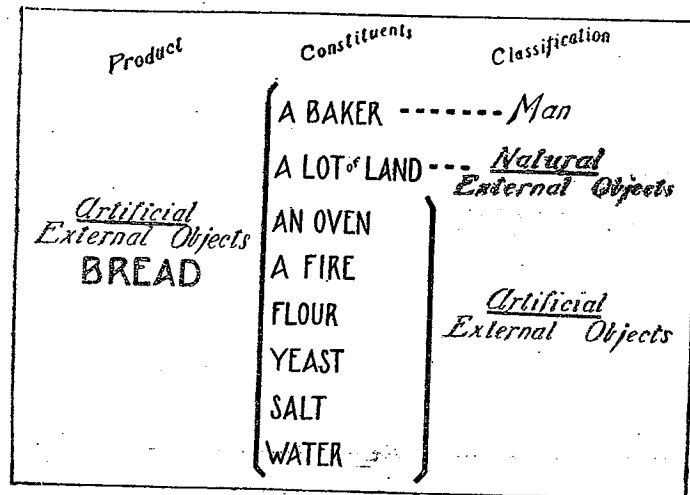 Product Constituents Classification
A BAKER ------- Man
A LOT of LAND --- Natural
External Objects
Artificial
External Objects
BREAD
AN OVEN
A FIRE
FLOUR
YEAST
SALT
WATER
Artificial
External Objects